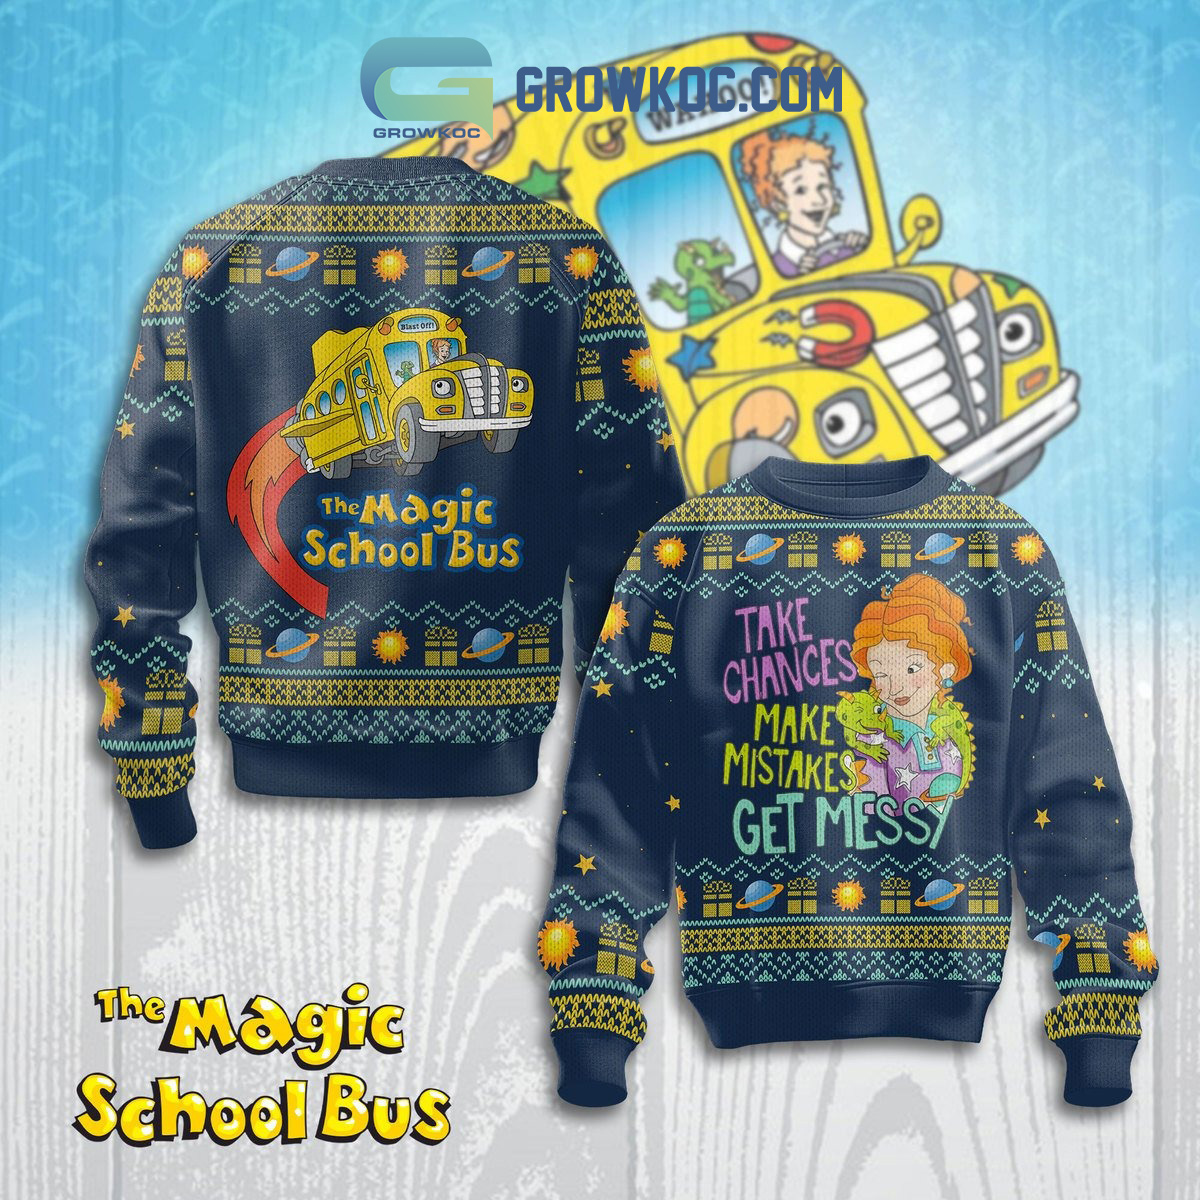 GROWKOC
GROWKOC.COM
WAHOO!
Blast Off!
The Magic
School Bus
TAKE
CHANCES
MAKE
MISTAKES
GET MESSY
The Magic
School Bus